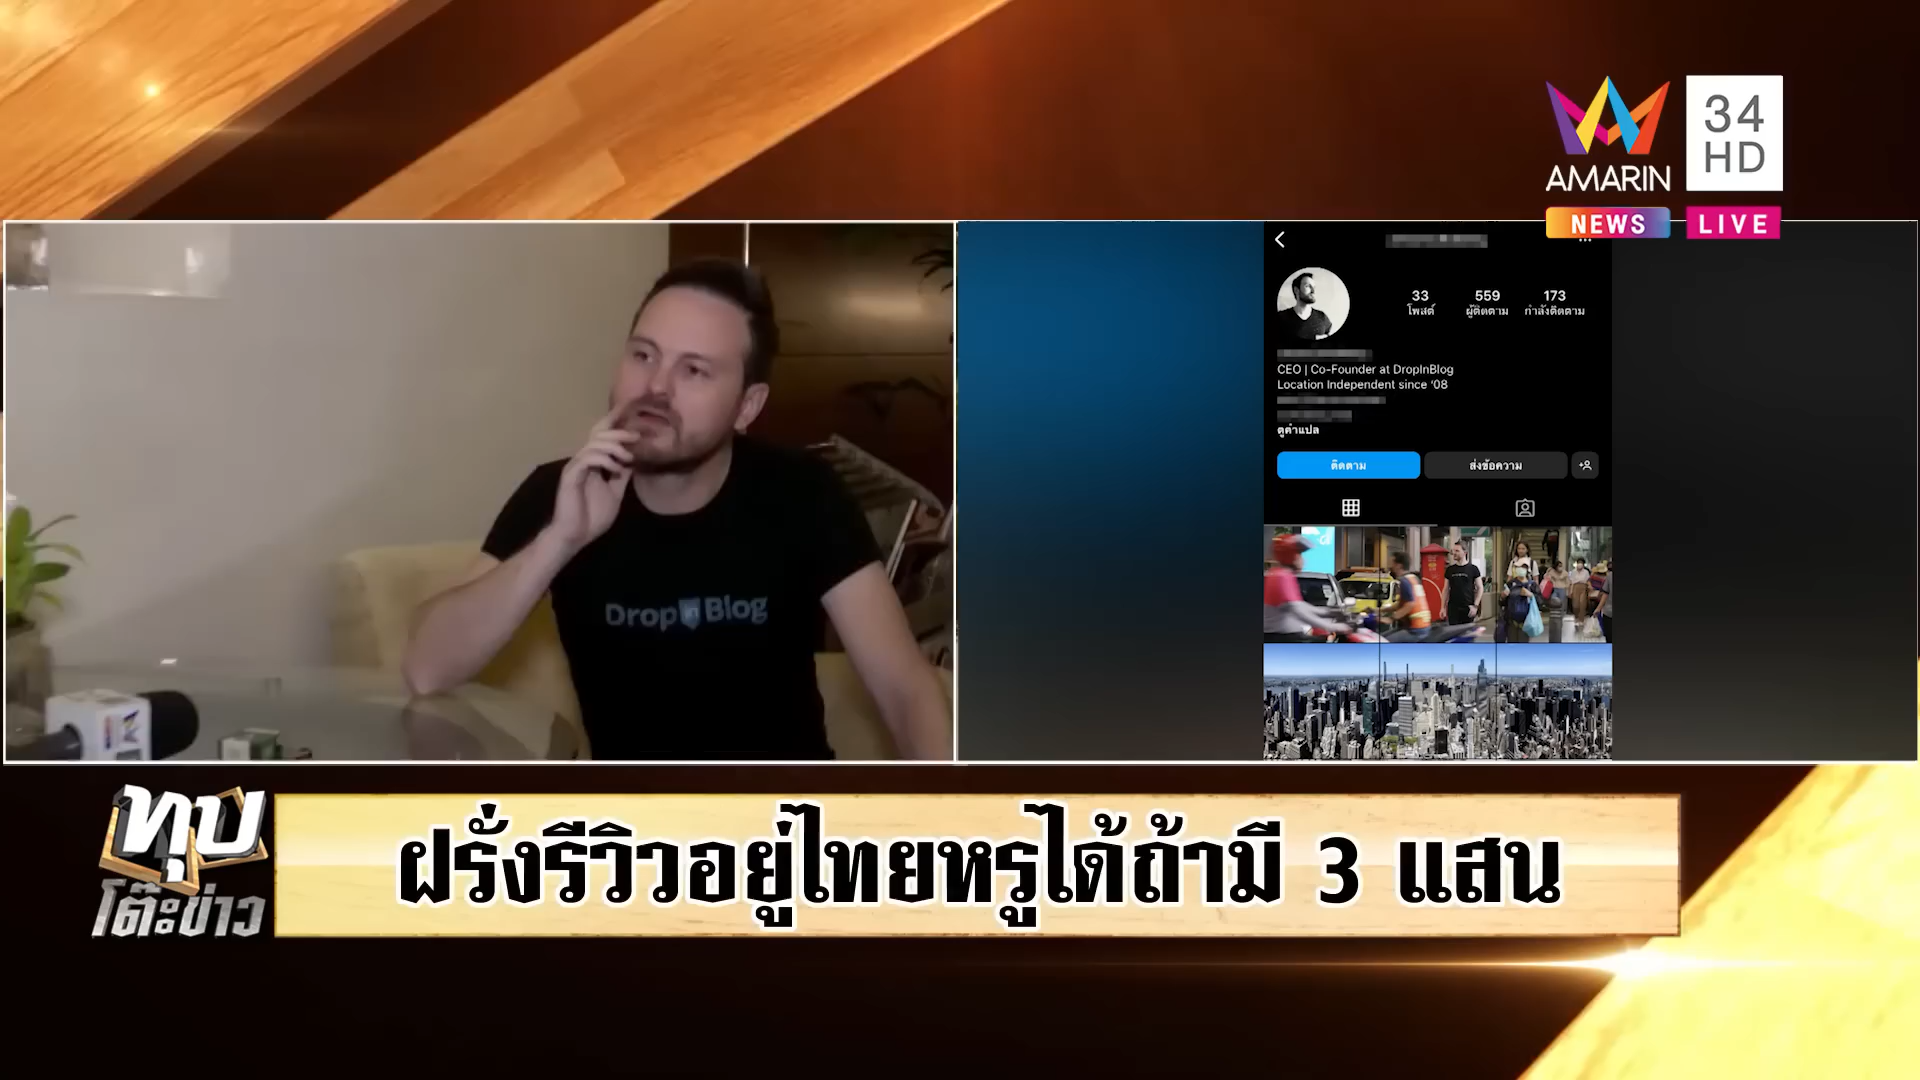 34
HD
AMARIN
NEWS LIVE
33 559 173
โพสต์ ผู้ติดตาม กำลังติดตาม
CEO | Co-Founder at DropInBlog
Location Independent since ‘08
ดูคำแปล
ติดตาม ส่งข้อความ
Drop in Blog
ทุบ
โต๊ะข่าว
ฝรั่งรีวิวอยู่ไทยหรูได้ถ้ามี 3 แสน